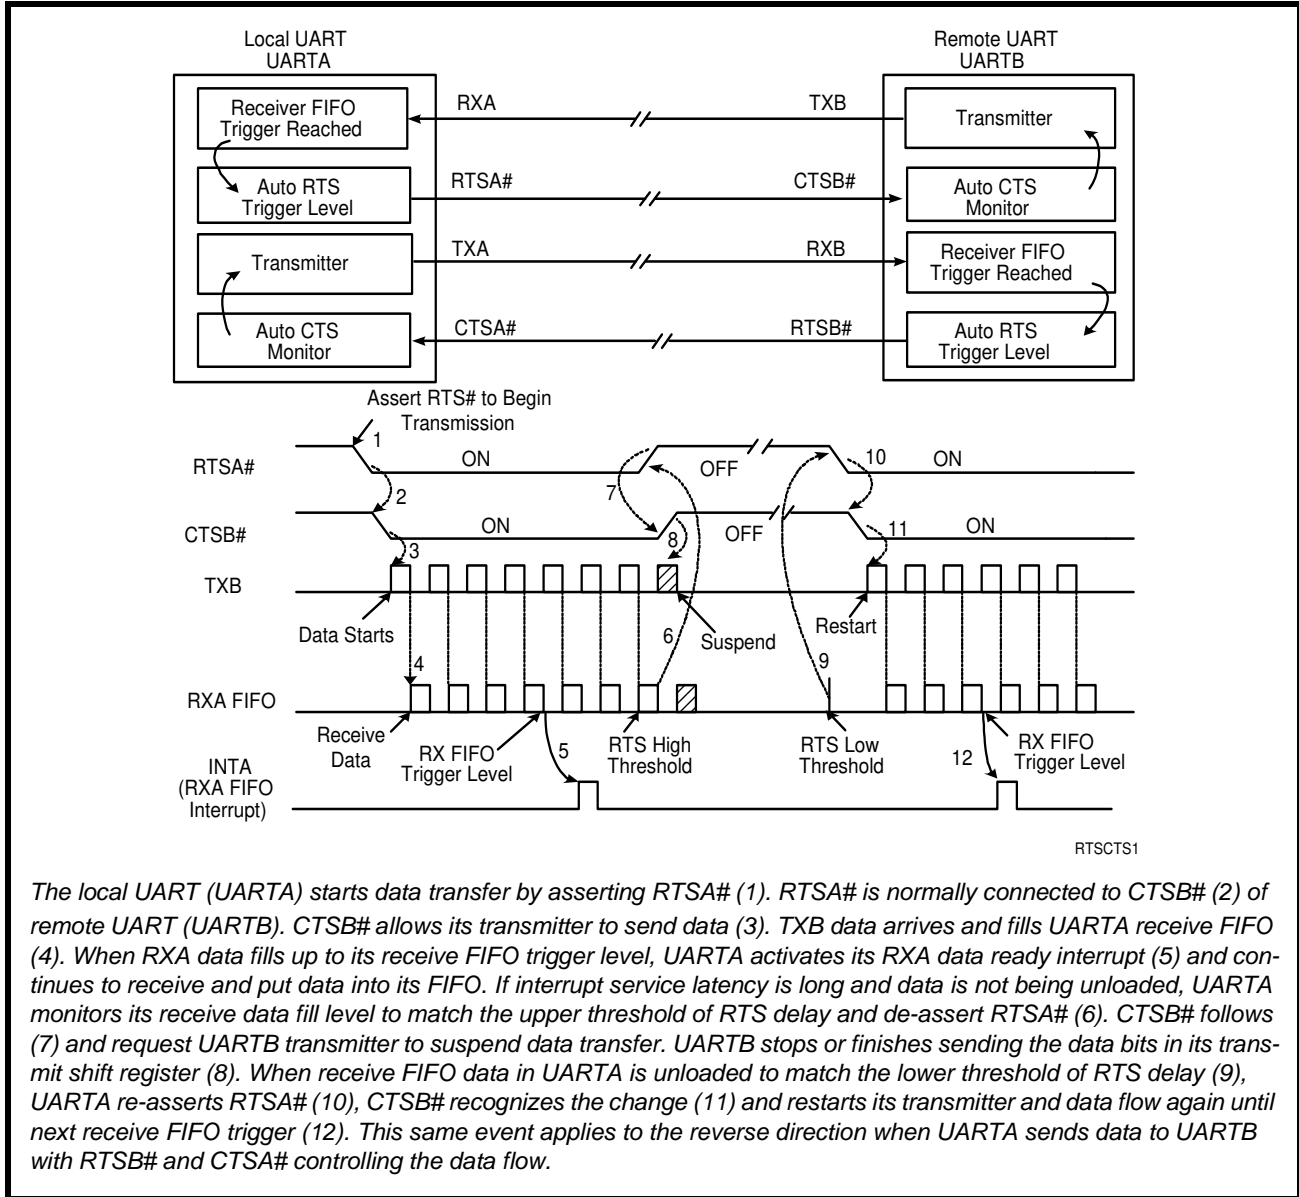 Local UART
UARTA
Remote UART
UARTB
Receiver FIFO
Trigger Reached
RXA
TXB
Transmitter
Auto RTS
Trigger Level
RTSA#
CTSB#
Auto CTS
Monitor
Transmitter
TXA
RXB
Receiver FIFO
Trigger Reached
Auto CTS
Monitor
CTSA#
RTSB#
Auto RTS
Trigger Level
Assert RTS# to Begin
Transmission
1
RTSA#
ON
OFF
10
ON
2
7
CTSB#
ON
OFF
11
ON
3
8
TXB
Data Starts
6
Suspend
Restart
4
9
RXA FIFO
Receive
Data
RX FIFO
Trigger Level
5
RTS High
Threshold
RTS Low
Threshold
12
RX FIFO
Trigger Level
INTA
(RXA FIFO
Interrupt)
RTSCTS1
The local UART (UARTA) starts data transfer by asserting RTSA# (1). RTSA# is normally connected to CTSB# (2) of
remote UART (UARTB). CTSB# allows its transmitter to send data (3). TXB data arrives and fills UARTA receive FIFO
(4). When RXA data fills up to its receive FIFO trigger level, UARTA activates its RXA data ready interrupt (5) and con-
tinues to receive and put data into its FIFO. If interrupt service latency is long and data is not being unloaded, UARTA
monitors its receive data fill level to match the upper threshold of RTS delay and de-assert RTSA# (6). CTSB# follows
(7) and request UARTB transmitter to suspend data transfer. UARTB stops or finishes sending the data bits in its trans-
mit shift register (8). When receive FIFO data in UARTA is unloaded to match the lower threshold of RTS delay (9),
UARTA re-asserts RTSA# (10), CTSB# recognizes the change (11) and restarts its transmitter and data flow again until
next receive FIFO trigger (12). This same event applies to the reverse direction when UARTA sends data to UARTB
with RTSB# and CTSA# controlling the data flow.